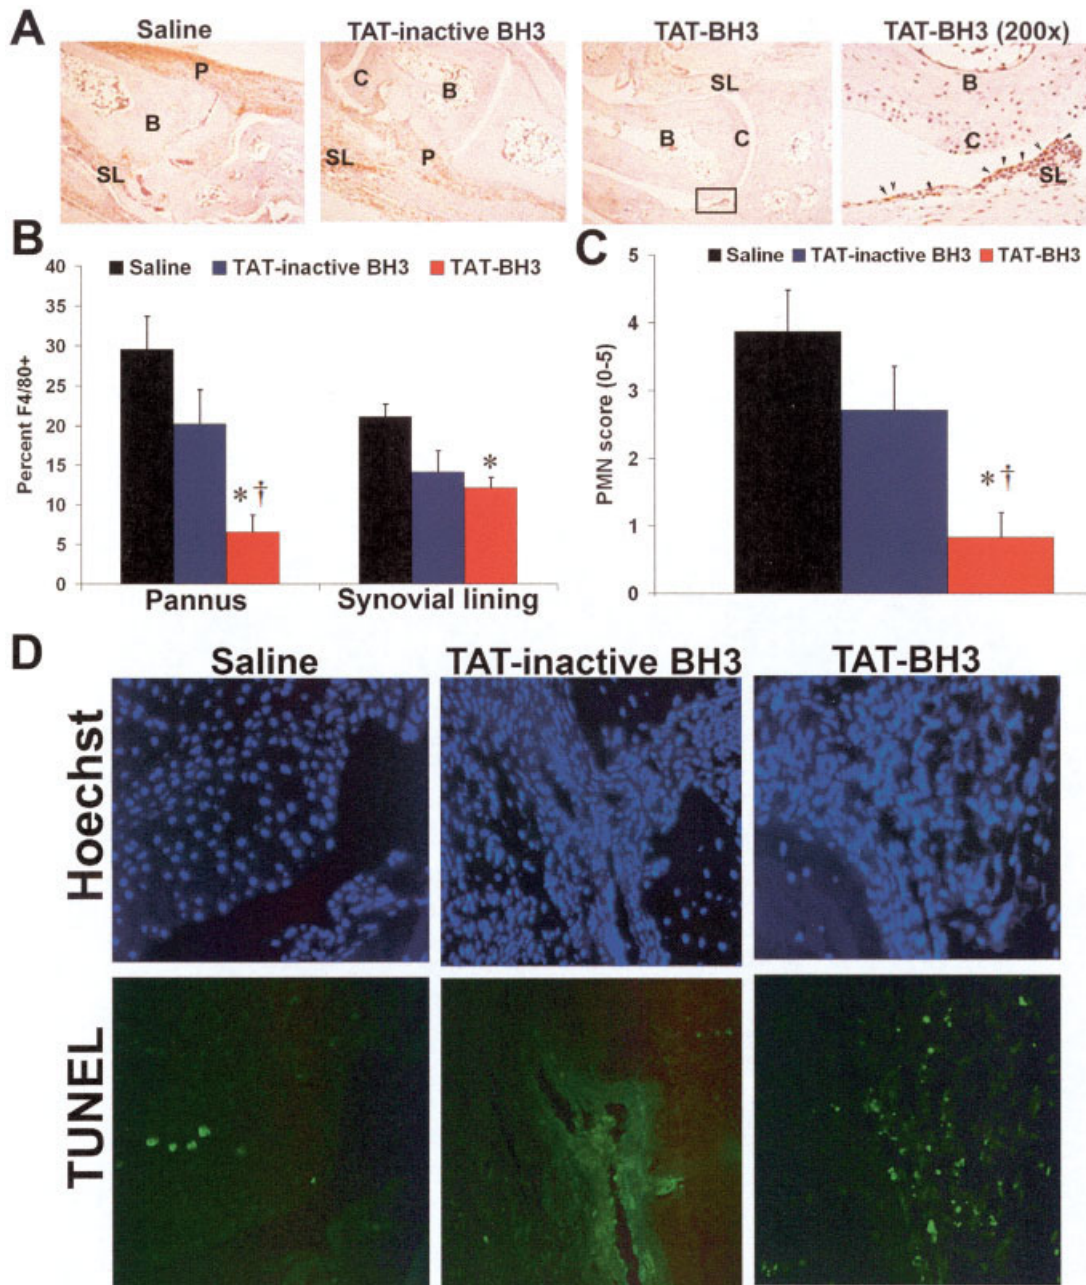 A
Saline
TAT-inactive BH3
TAT-BH3
TAT-BH3 (200x)
P
B
SL
C
B
SL
P
SL
B
C
B
C
SL
B
40
35
30
25
20
15
10
5
0
Percent F4/80+
Saline TAT-inactive BH3 TAT-BH3
*†
*
Pannus
Synovial lining
C
5
4
3
2
1
0
PMN score (0-5)
Saline TAT-inactive BH3 TAT-BH3
*†
D
Saline
TAT-inactive BH3
TAT-BH3
Hoechst
TUNEL